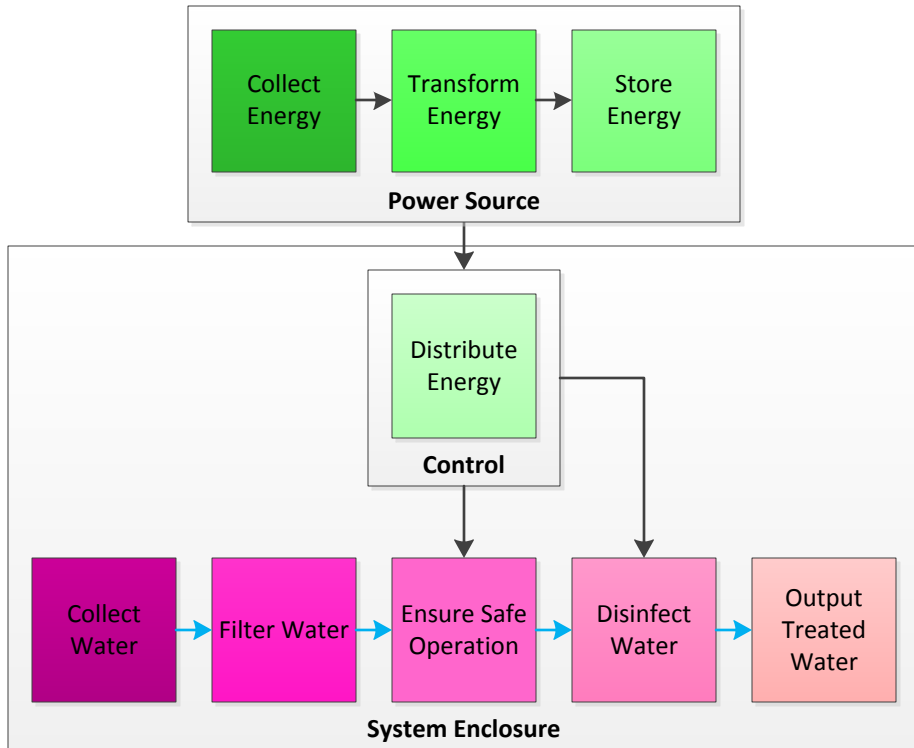 Collect
Energy
Transform
Energy
Store
Energy
Power Source
Distribute
Energy
Control
Collect
Water
Filter Water
Ensure Safe
Operation
Disinfect
Water
Output
Treated
Water
System Enclosure